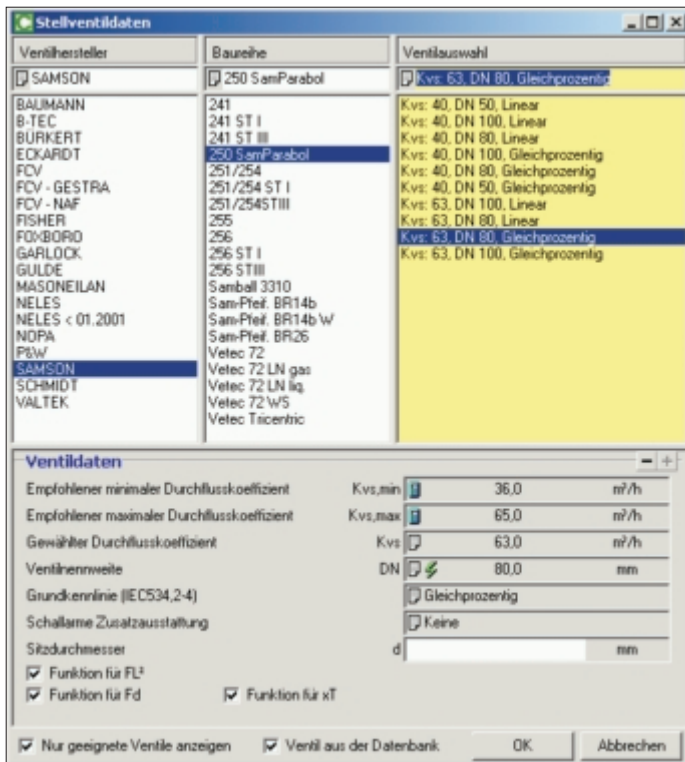 Stellventildaten
Ventilhersteller
Baureihe
Ventilauswahl
SAMSON
250 SamParabol
Kvs: 63, DN 80, Gleichprozentig
BAUMANN
B-TEC
BÜRKERT
ECKARDT
FCV
FCV - GESTRA
FCV - NAF
FISHER
FOXBORO
GARLOCK
GULDE
MASONEILAN
NELES
NELES < 01.2001
NOPA
P&W
SAMSON
SCHMIDT
VALTEK
241
241 ST I
241 ST III
250 SamParabol
251/254
251/254 ST I
251/254STIII
255
256
256 ST I
256 STIII
Samball 3310
Sam-Pfeif. BR14b
Sam-Pfeif. BR14b W
Sam-Pfeif. BR26
Vetec 72
Vetec 72 LN gas
Vetec 72 LN liq.
Vetec 72 WS
Vetec Tricentric
Kvs: 40, DN 50, Linear
Kvs: 40, DN 100, Linear
Kvs: 40, DN 80, Linear
Kvs: 40, DN 100, Gleichprozentig
Kvs: 40, DN 80, Gleichprozentig
Kvs: 40, DN 50, Gleichprozentig
Kvs: 63, DN 100, Linear
Kvs: 63, DN 80, Linear
Kvs: 63, DN 80, Gleichprozentig
Kvs: 63, DN 100, Gleichprozentig
Ventildaten
Empfohlener minimaler Durchflusskoeffizient Kvs,min 36,0 m³/h
Empfohlener maximaler Durchflusskoeffizient Kvs,max 65,0 m³/h
Gewählter Durchflusskoeffizient Kvs 63,0 m³/h
Ventilnennweite DN 80,0 mm
Grundkennlinie (IEC534,2-4) Gleichprozentig
Schallarme Zusatzausstattung Keine
Sitzdurchmesser d mm
Funktion für FL²
Funktion für Fd Funktion für xT
Nur geeignete Ventile anzeigen Ventil aus der Datenbank OK Abbrechen